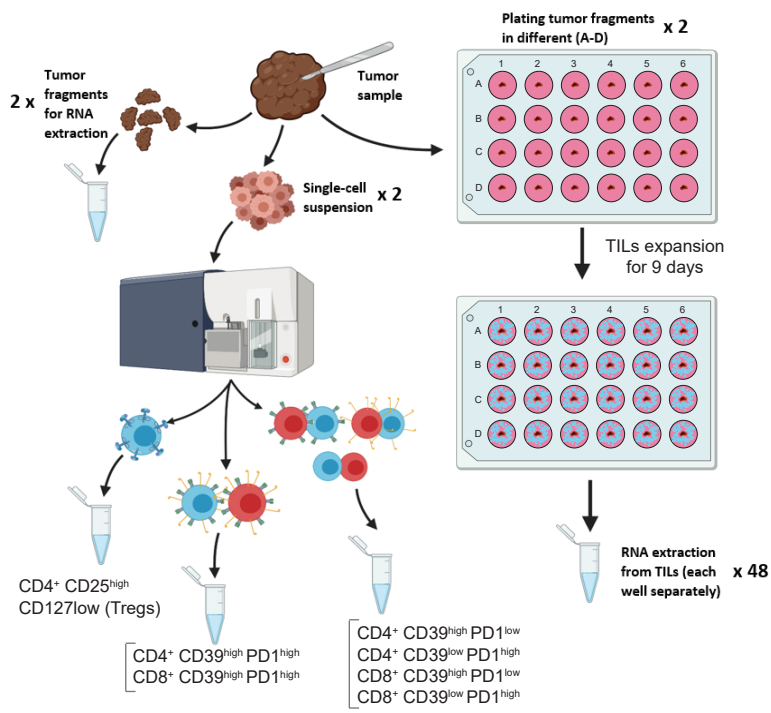 Plating tumor fragments
in different (A-D)
x 2
2 x
Tumor
fragments
for RNA
extraction
Tumor
sample
1 2 3 4 5 6
A
B
C
D
Single-cell
suspension
x 2
TILs expansion
for 9 days
1 2 3 4 5 6
A
B
C
D
RNA extraction
from TILs (each
well separately)
x 48
CD4⁺ CD25ʰⁱᵍʰ
CD127low (Tregs)
CD4⁺ CD39ʰⁱᵍʰ PD1ʰⁱᵍʰ
CD8⁺ CD39ʰⁱᵍʰ PD1ʰⁱᵍʰ
CD4⁺ CD39ʰⁱᵍʰ PD1ˡᵒʷ
CD4⁺ CD39ˡᵒʷ PD1ʰⁱᵍʰ
CD8⁺ CD39ʰⁱᵍʰ PD1ˡᵒʷ
CD8⁺ CD39ˡᵒʷ PD1ʰⁱᵍʰ